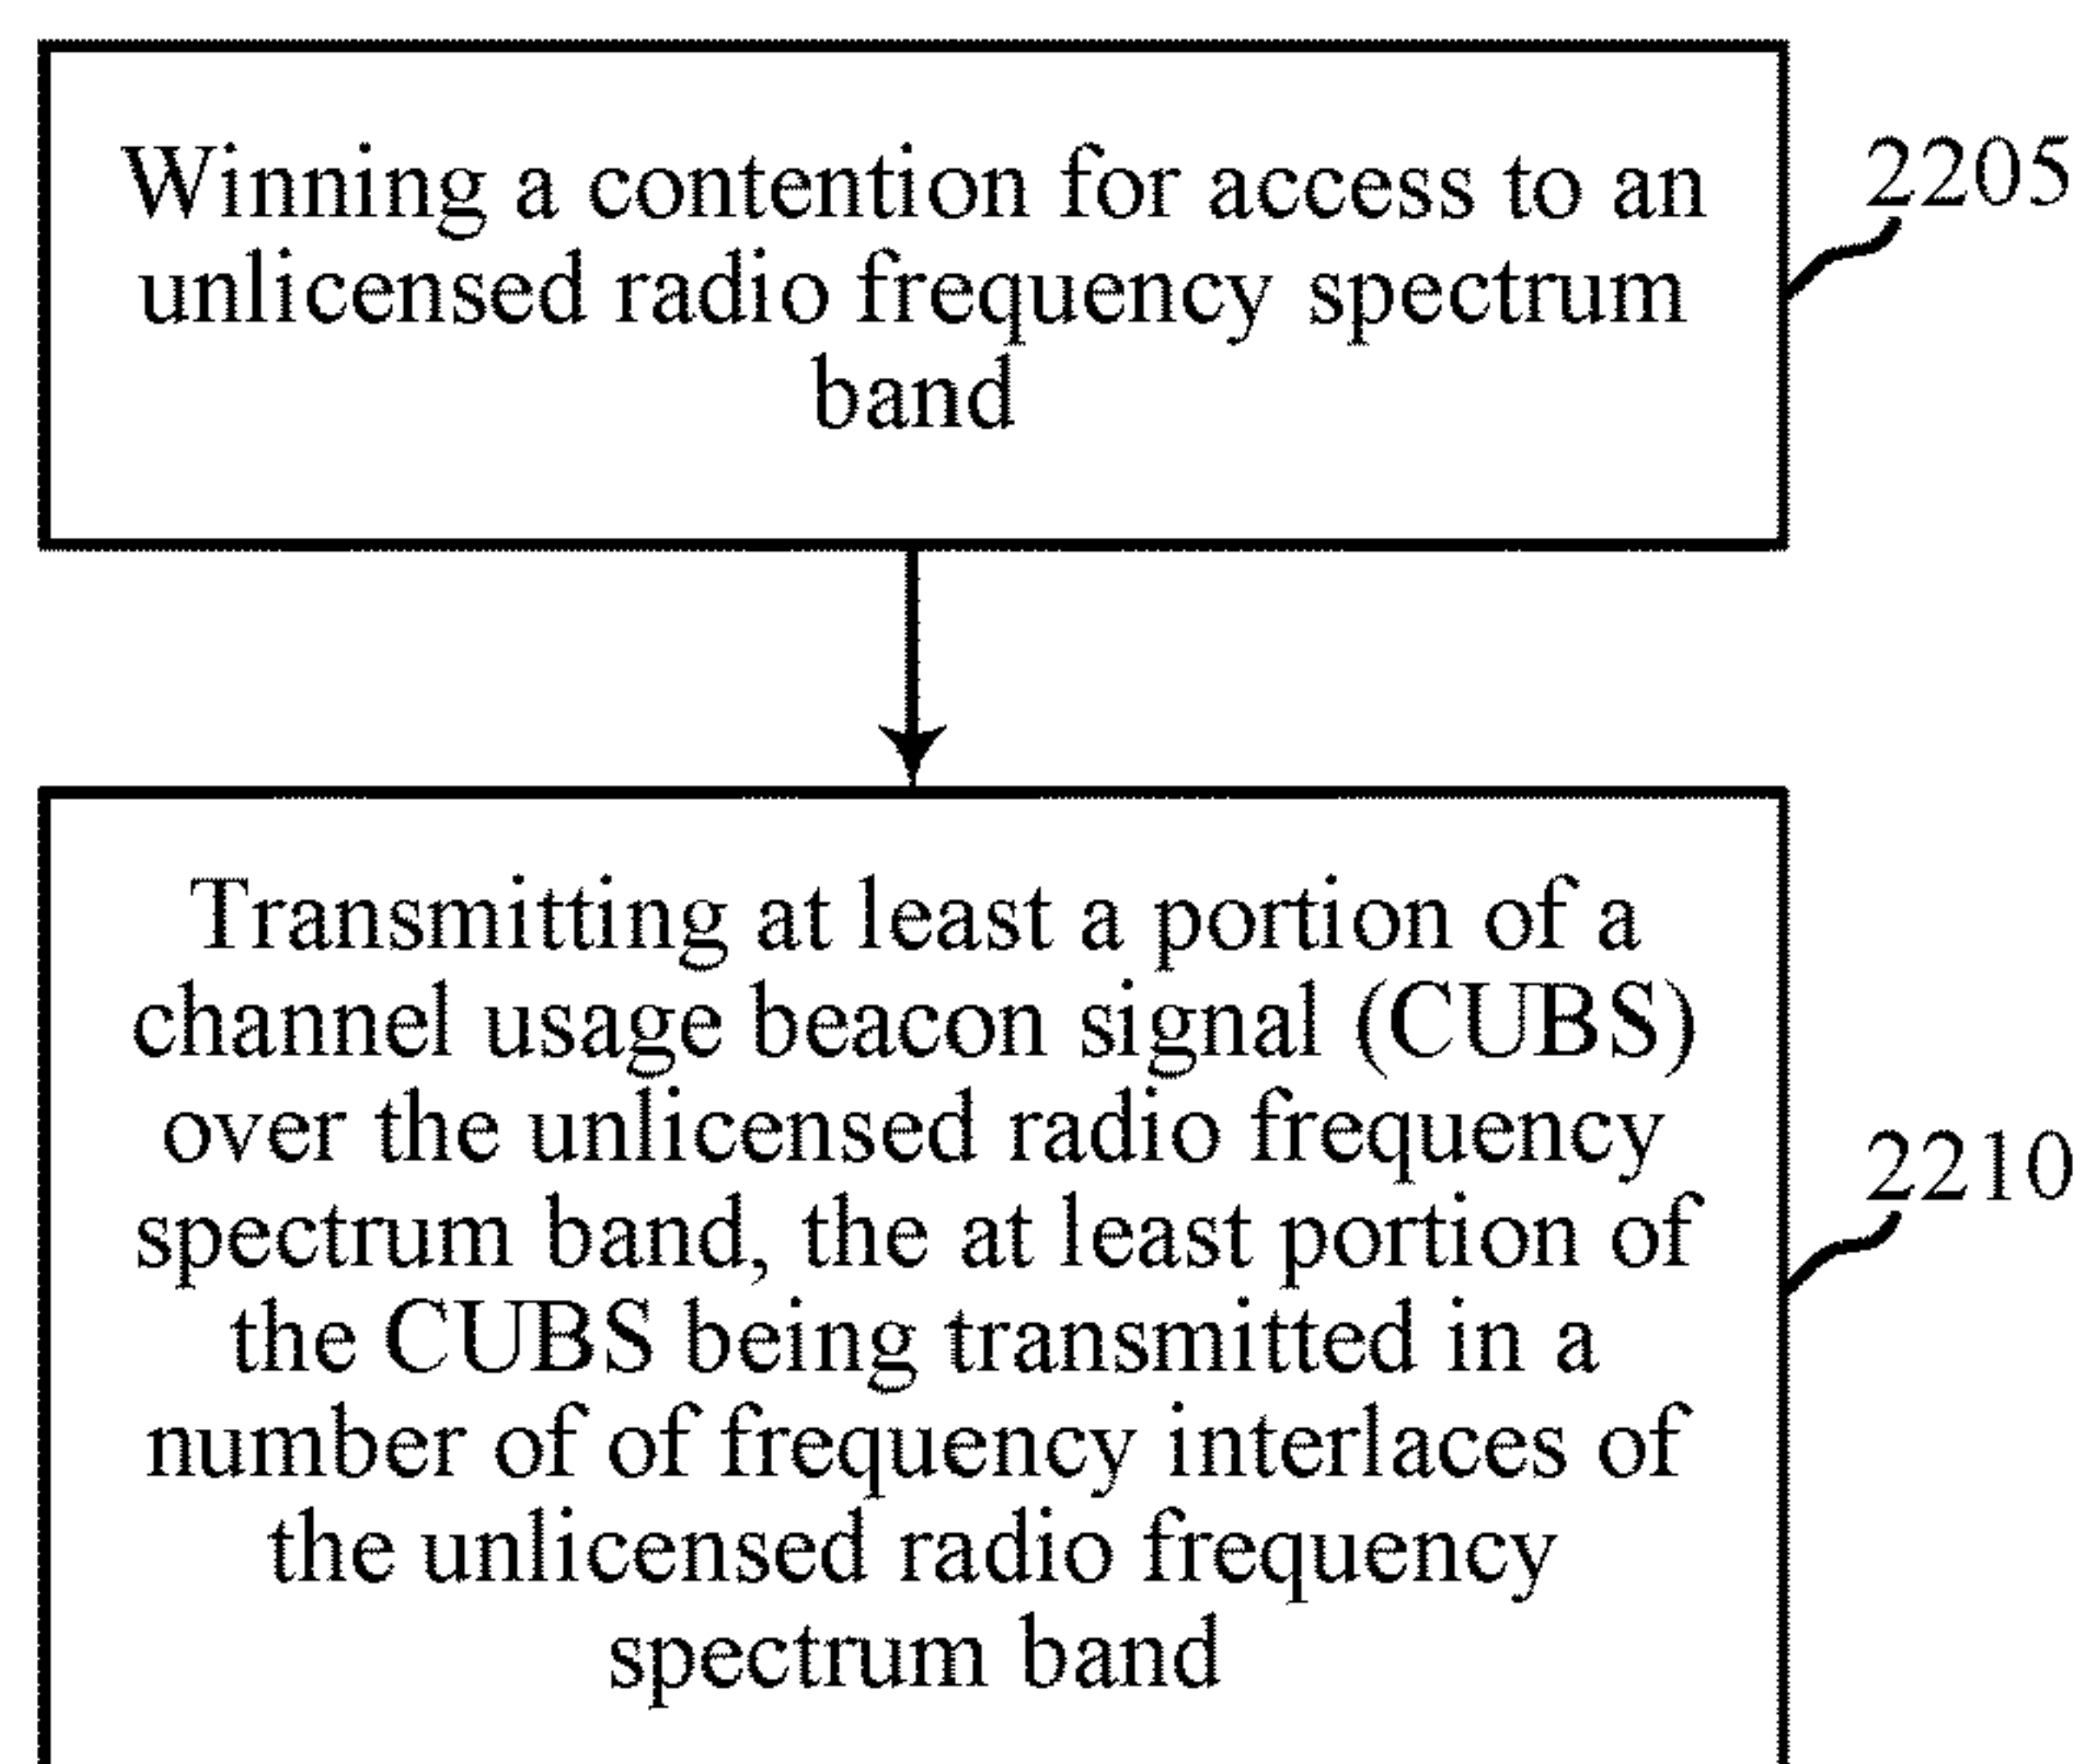 Winning a contention for access to an
unlicensed radio frequency spectrum
band
2205
Transmitting at least a portion of a
channel usage beacon signal (CUBS)
over the unlicensed radio frequency
spectrum band, the at least portion of
the CUBS being transmitted in a
number of of frequency interlaces of
the unlicensed radio frequency
spectrum band
2210